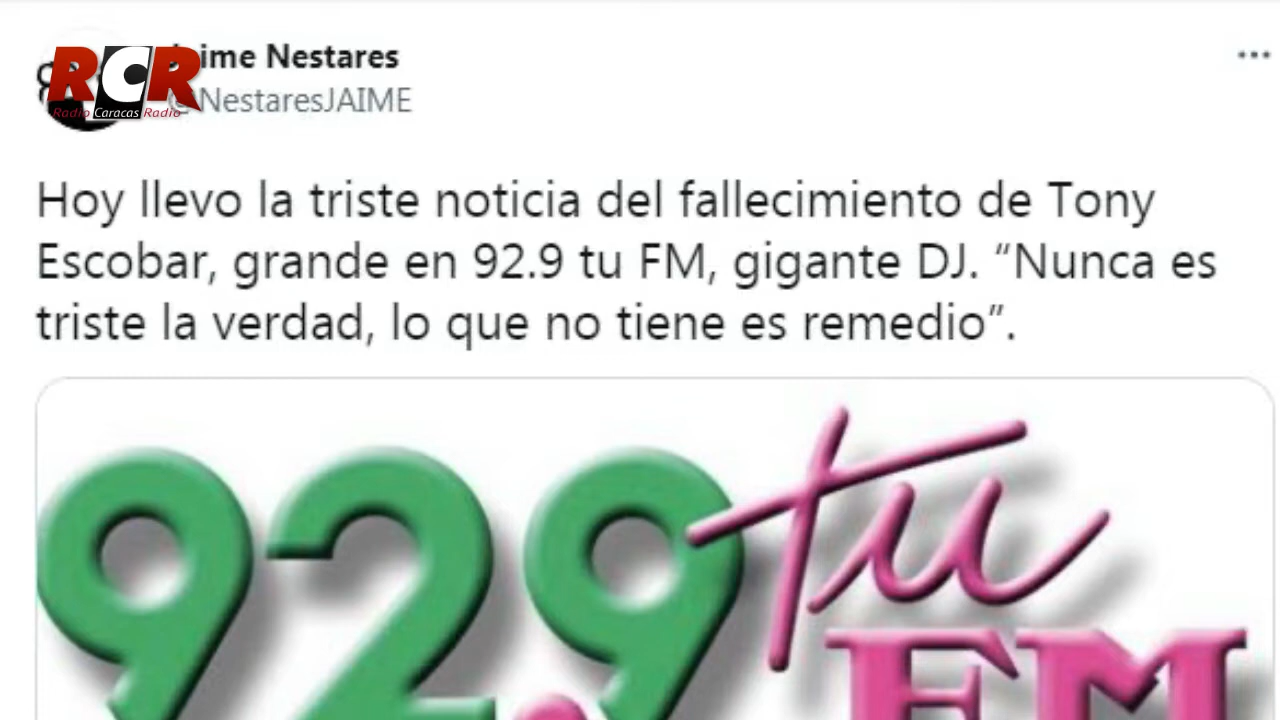 RCR
Radio Caracas Radio
Jaime Nestares
@NestaresJAIME
Hoy llevo la triste noticia del fallecimiento de Tony
Escobar, grande en 92.9 tu FM, gigante DJ. “Nunca es
triste la verdad, lo que no tiene es remedio”.
92.9 tu
FM